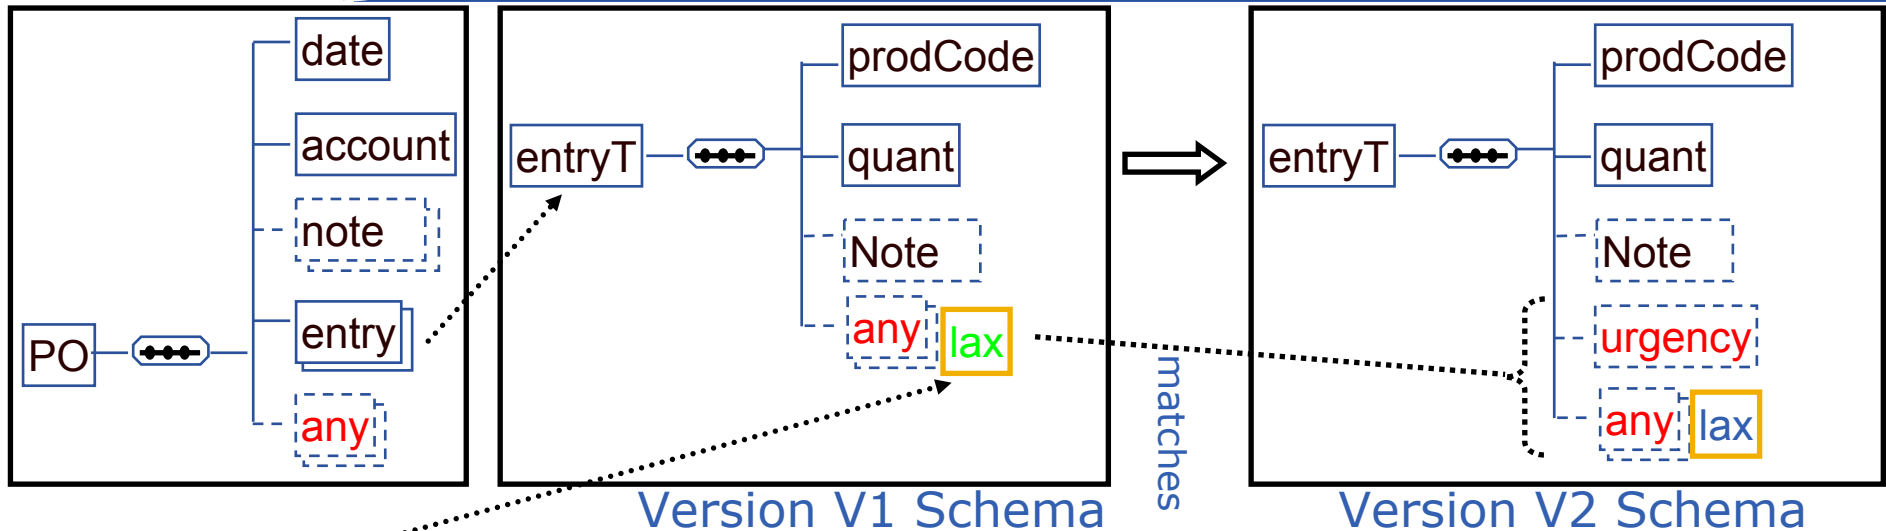 date
account
note
entry
PO
any
prodCode
entryT
quant
Note
any lax
Version V1 Schema
matches
prodCode
entryT
quant
Note
urgency
any lax
Version V2 Schema